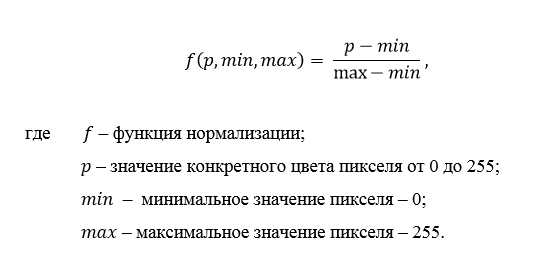 f(p, min, max) = (p − min) / (max − min),
где f – функция нормализации;
p – значение конкретного цвета пикселя от 0 до 255;
min – минимальное значение пикселя – 0;
max – максимальное значение пикселя – 255.